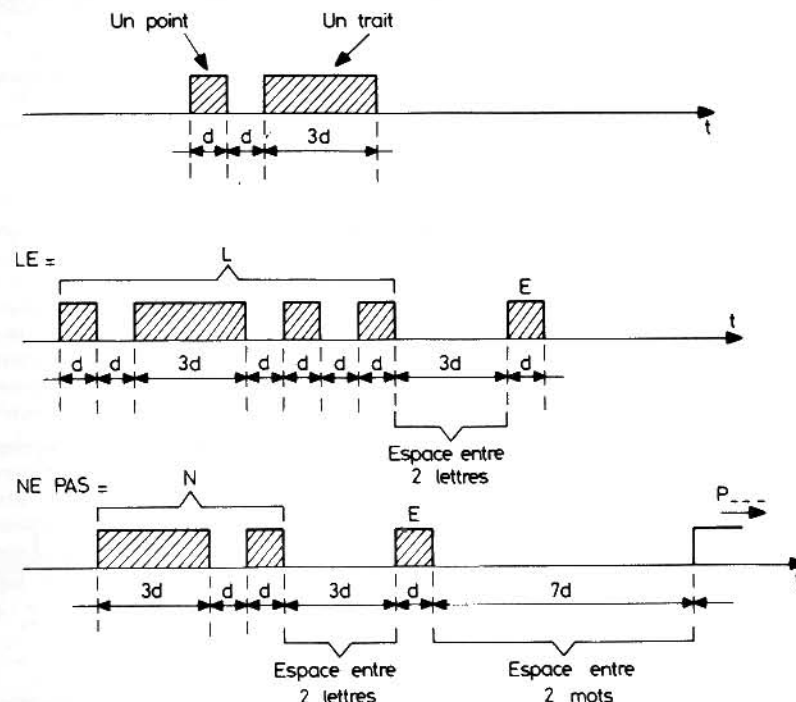 Un point Un trait
t
d d 3d
LE = L
E
t
d d 3d d d d d 3d d
Espace entre
2 lettres
NE PAS = N
E P_ _ _
3d d d 3d d 7d
Espace entre Espace entre
2 lettres 2 mots